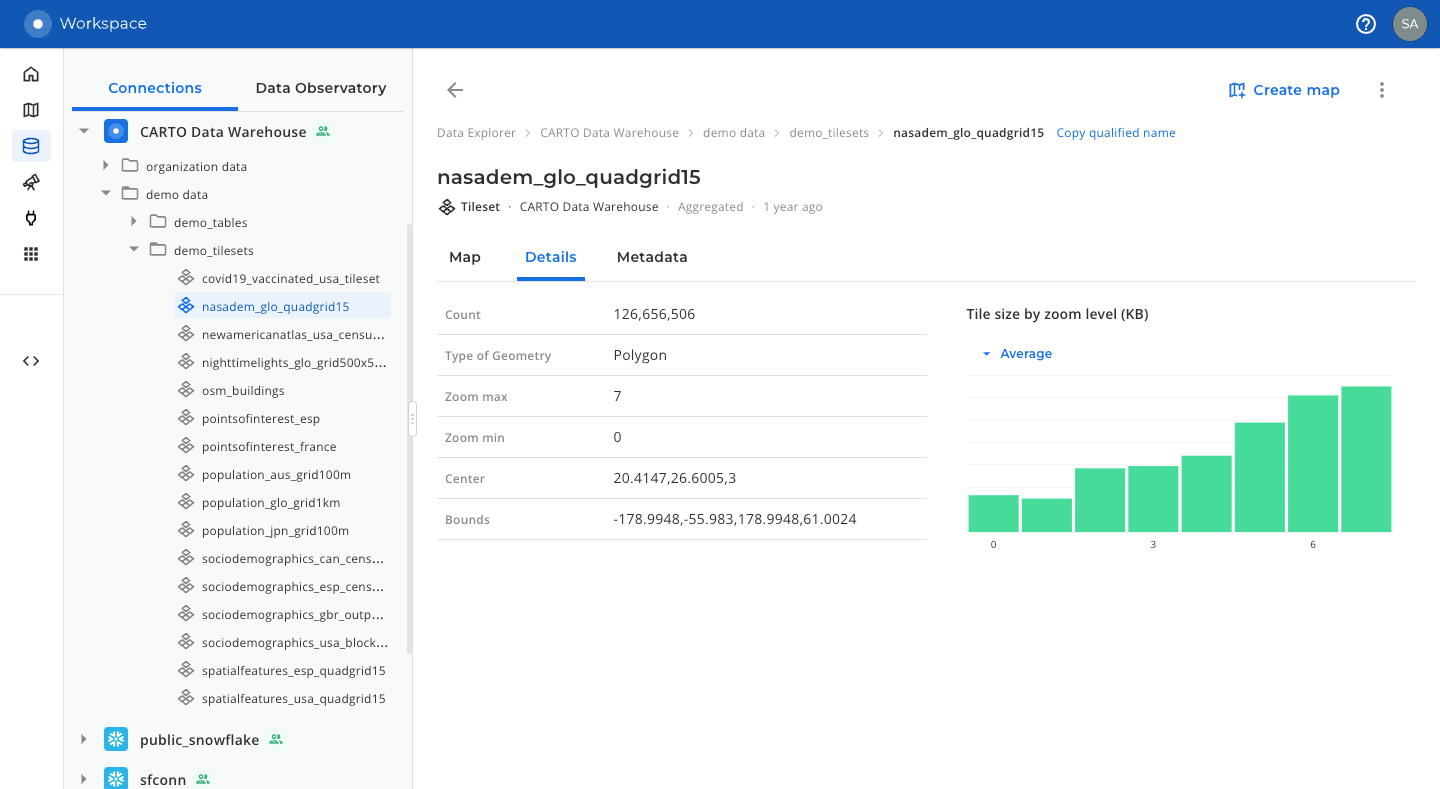 Workspace
SA
Connections
Data Observatory
CARTO Data Warehouse
organization data
demo data
demo_tables
demo_tilesets
covid19_vaccinated_usa_tileset
nasadem_glo_quadgrid15
newamericanatlas_usa_censu...
nighttimelights_glo_grid500x5...
osm_buildings
pointsofinterest_esp
pointsofinterest_france
population_aus_grid100m
population_glo_grid1km
population_jpn_grid100m
sociodemographics_can_cens...
sociodemographics_esp_cens...
sociodemographics_gbr_outp...
sociodemographics_usa_block...
spatialfeatures_esp_quadgrid15
spatialfeatures_usa_quadgrid15
public_snowflake
sfconn
Create map
Data Explorer > CARTO Data Warehouse > demo data > demo_tilesets > nasadem_glo_quadgrid15 Copy qualified name
nasadem_glo_quadgrid15
Tileset · CARTO Data Warehouse · Aggregated · 1 year ago
Map Details Metadata
Count 126,656,506
Type of Geometry Polygon
Zoom max 7
Zoom min 0
Center 20.4147,26.6005,3
Bounds -178.9948,-55.983,178.9948,61.0024
Tile size by zoom level (KB)
Average
0 3 6